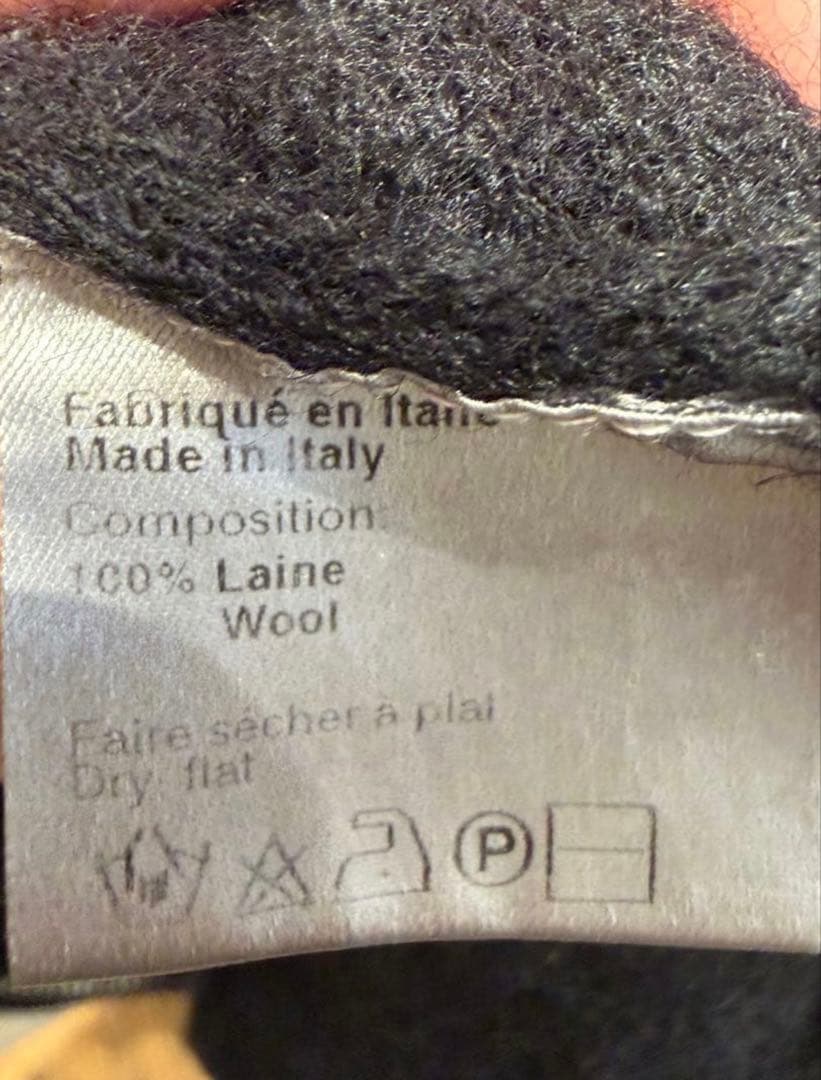 Fabriqué en Italie
Made in Italy
Composition:
100% Laine
Wool
Faire sécher à plat
Dry flat
P